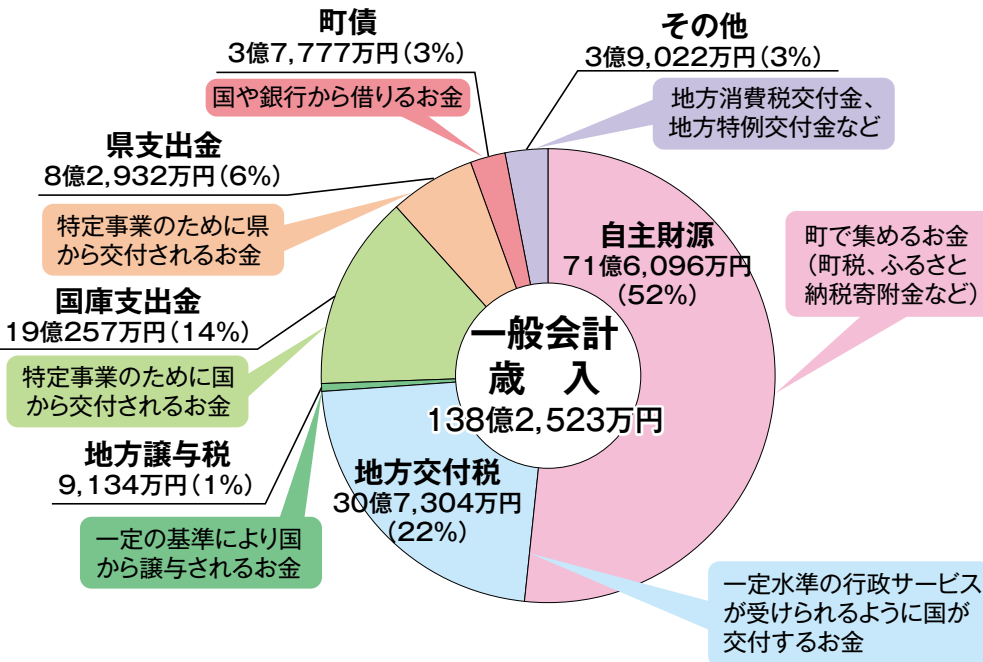 町債
3億7,777万円(3%)
国や銀行から借りるお金
その他
3億9,022万円(3%)
地方消費税交付金、
地方特例交付金など
県支出金
8億2,932万円(6%)
特定事業のために県
から交付されるお金
自主財源
71億6,096万円
(52%)
町で集めるお金
(町税、ふるさと
納税寄附金など)
国庫支出金
19億257万円(14%)
特定事業のために国
から交付されるお金
一般会計
歳 入
138億2,523万円
地方譲与税
9,134万円(1%)
一定の基準により国
から譲与されるお金
地方交付税
30億7,304万円
(22%)
一定水準の行政サービス
が受けられるように国が
交付するお金